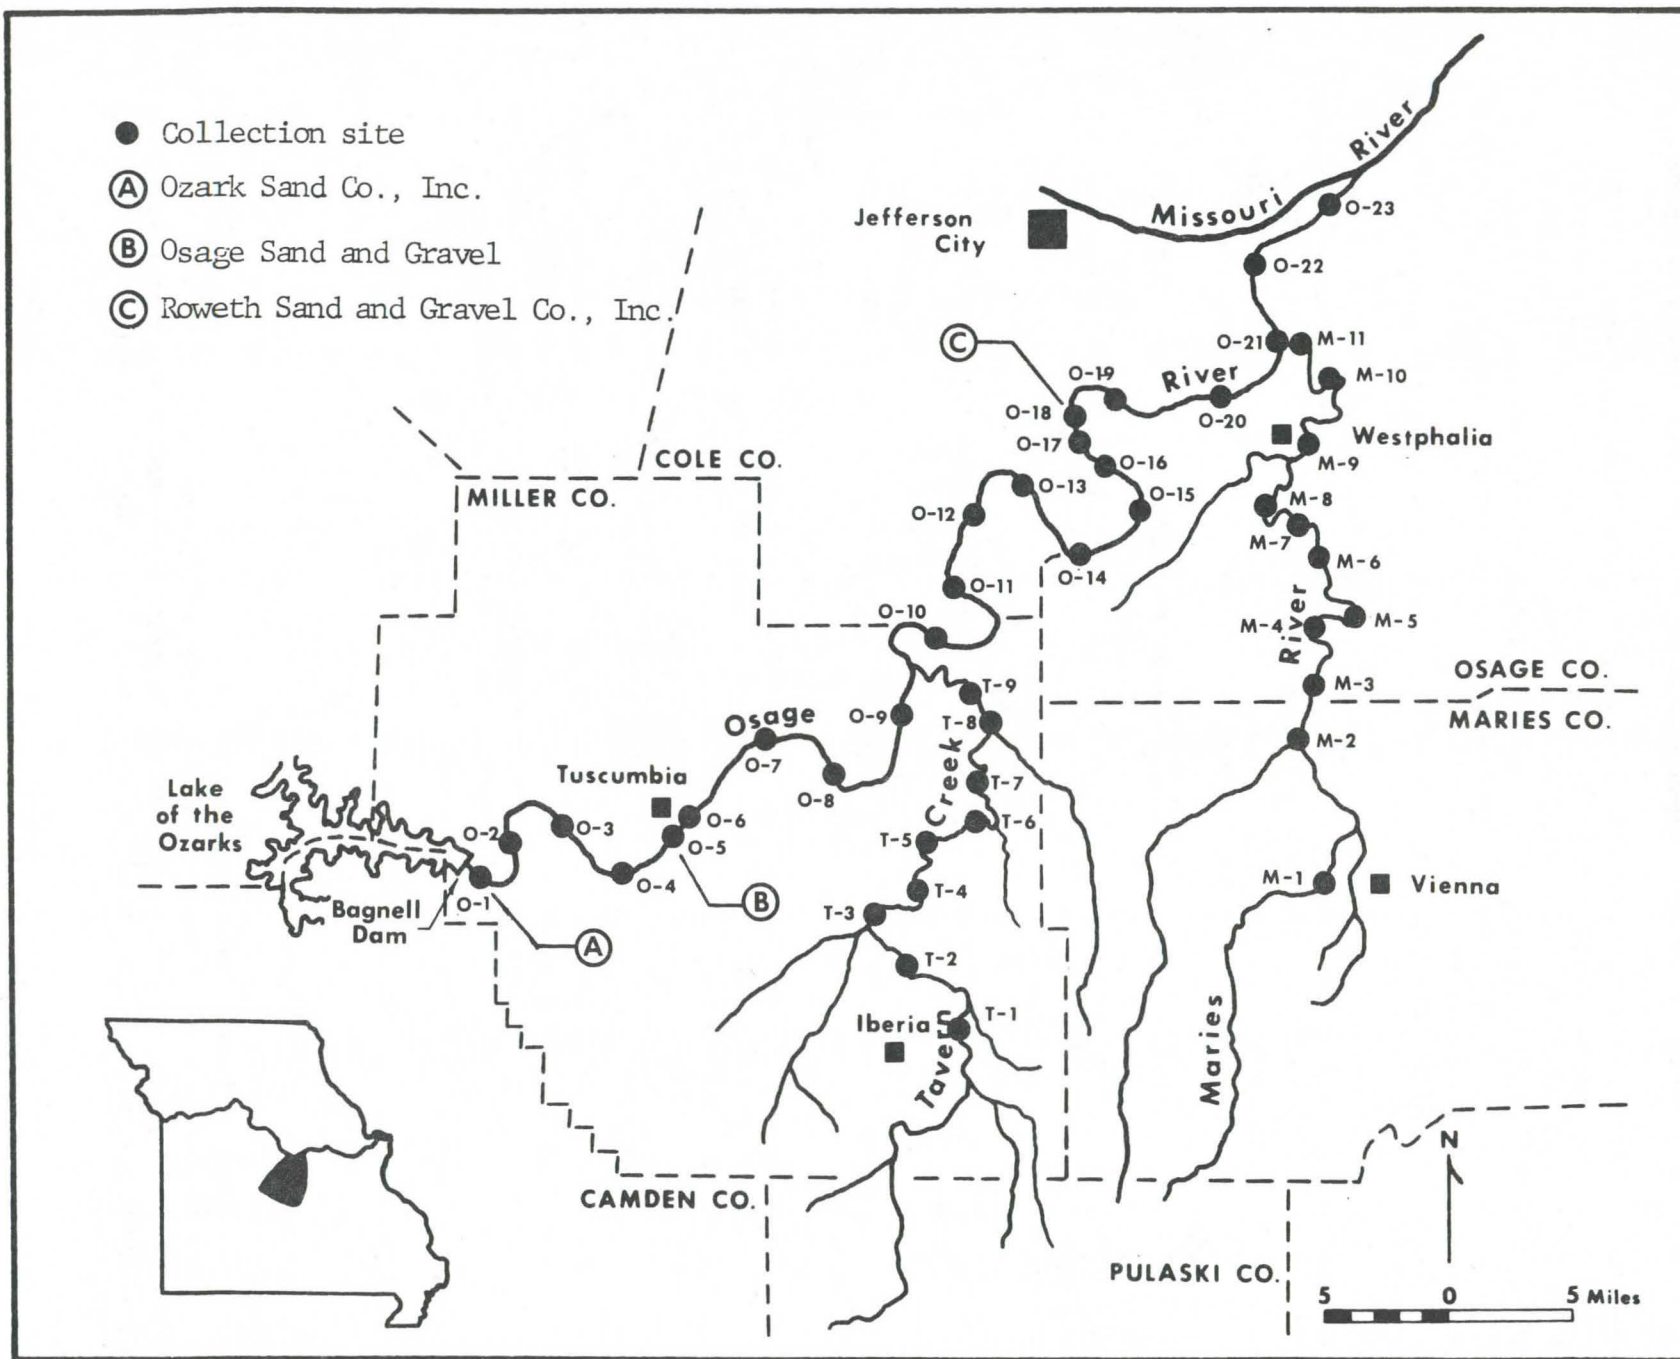 Collection site
A Ozark Sand Co., Inc.
B Osage Sand and Gravel
C Roweth Sand and Gravel Co., Inc.
Missouri River
Jefferson
City
O-23
O-22
C
O-21
M-11
O-19
River
M-10
O-18
O-20
O-17
Westphalia
COLE CO.
O-16
M-9
MILLER CO.
O-13
O-15
M-8
O-12
M-7
M-6
O-14
O-11
O-10
M-4
M-5
River
OSAGE CO.
T-9
M-3
Osage
O-9
T-8
MARIES CO.
M-2
O-7
Tuscumbia
Creek
T-7
Lake
of the
Ozarks
O-8
O-6
T-6
O-2
O-3
O-5
T-5
O-4
M-1
Vienna
T-4
O-1
B
Bagnell
Dam
T-3
A
T-2
T-1
Iberia
Tavern
Maries
N
CAMDEN CO.
PULASKI CO.
5 0 5 Miles